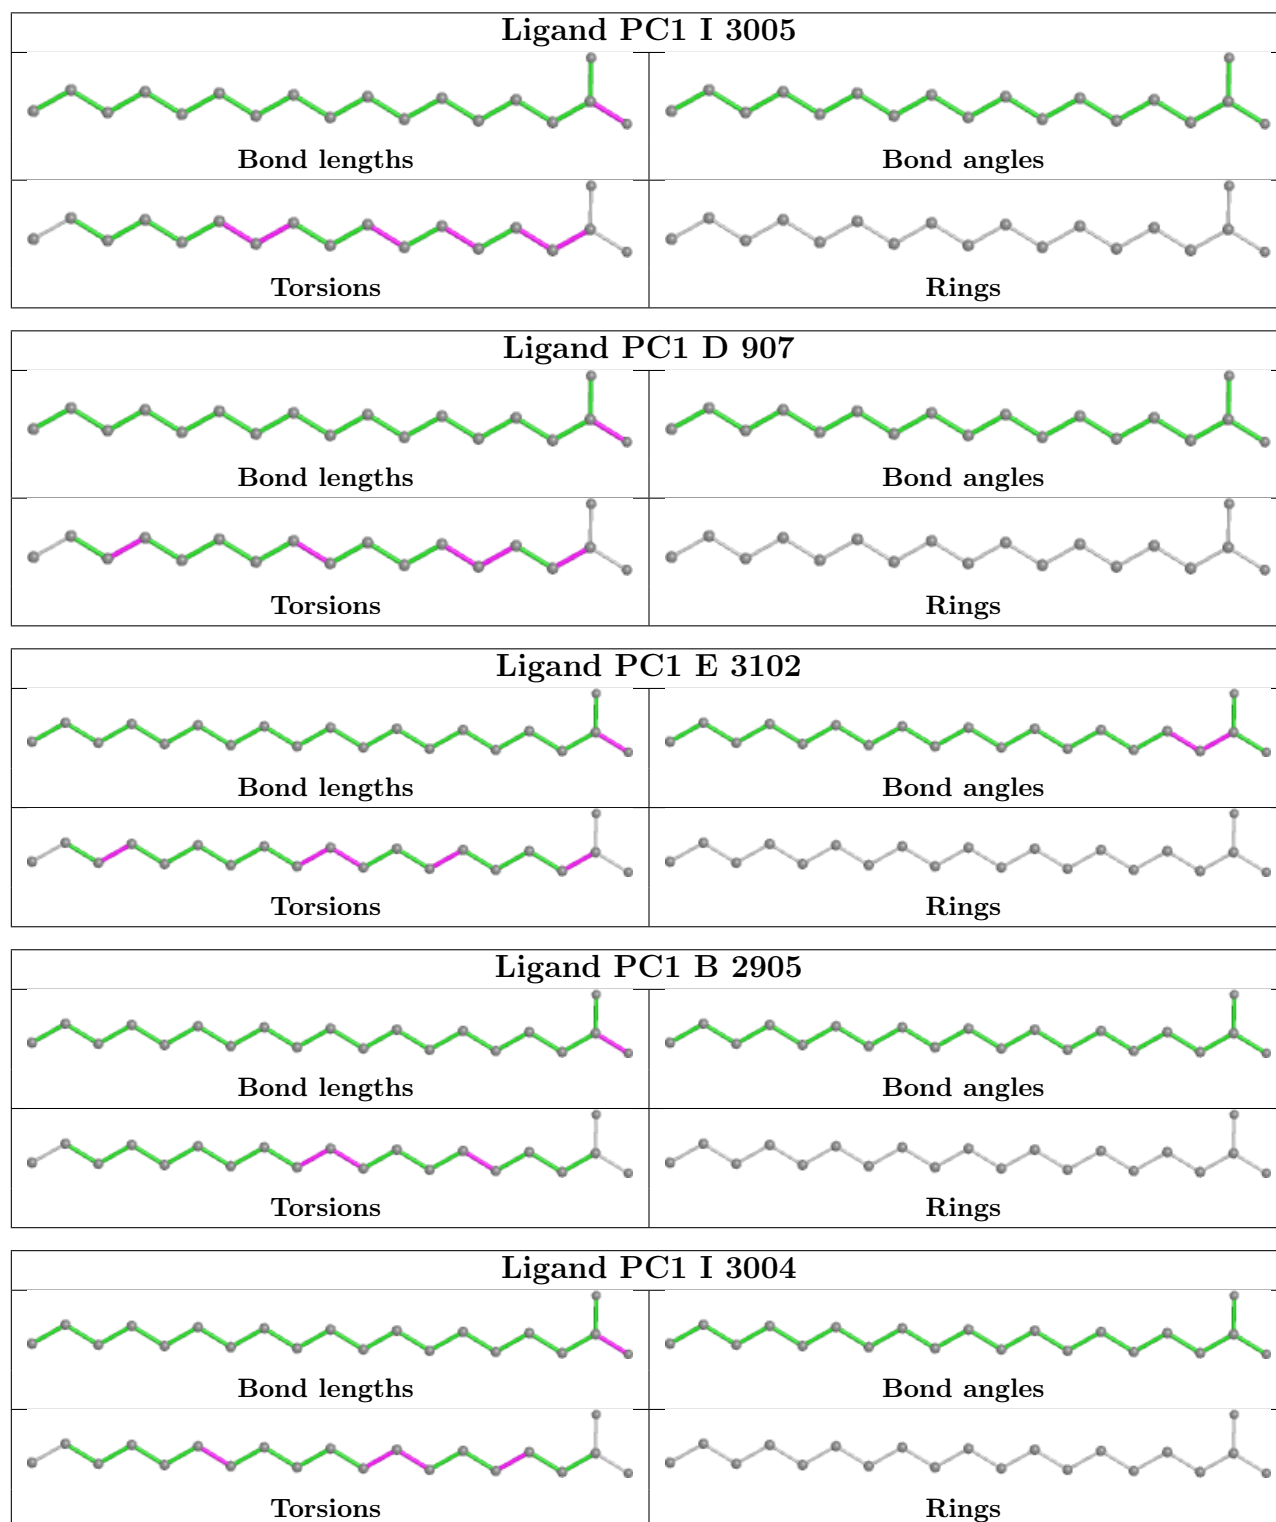 Ligand PC1 I 3005
Bond lengths
Bond angles
Torsions
Rings
Ligand PC1 D 907
Bond lengths
Bond angles
Torsions
Rings
Ligand PC1 E 3102
Bond lengths
Bond angles
Torsions
Rings
Ligand PC1 B 2905
Bond lengths
Bond angles
Torsions
Rings
Ligand PC1 I 3004
Bond lengths
Bond angles
Torsions
Rings